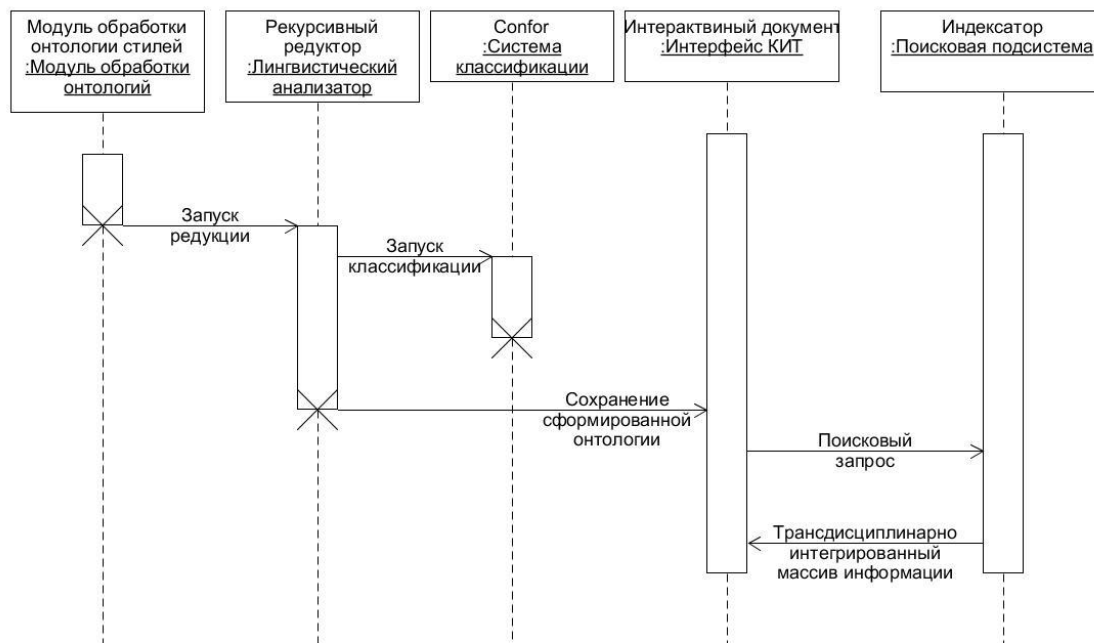 Модуль обработки
онтологии стилей
:Модуль обработки
онтологий
Рекурсивный
редуктор
:Лингвистический
анализатор
Confor
:Система
классификации
Интерактвиный документ
:Интерфейс КИТ
Индексатор
:Поисковая подсистема
Запуск
редукции
Запуск
классификации
Сохранение
сформированной
онтологии
Поисковый
запрос
Трансдисциплинарно
интегрированный
массив информации